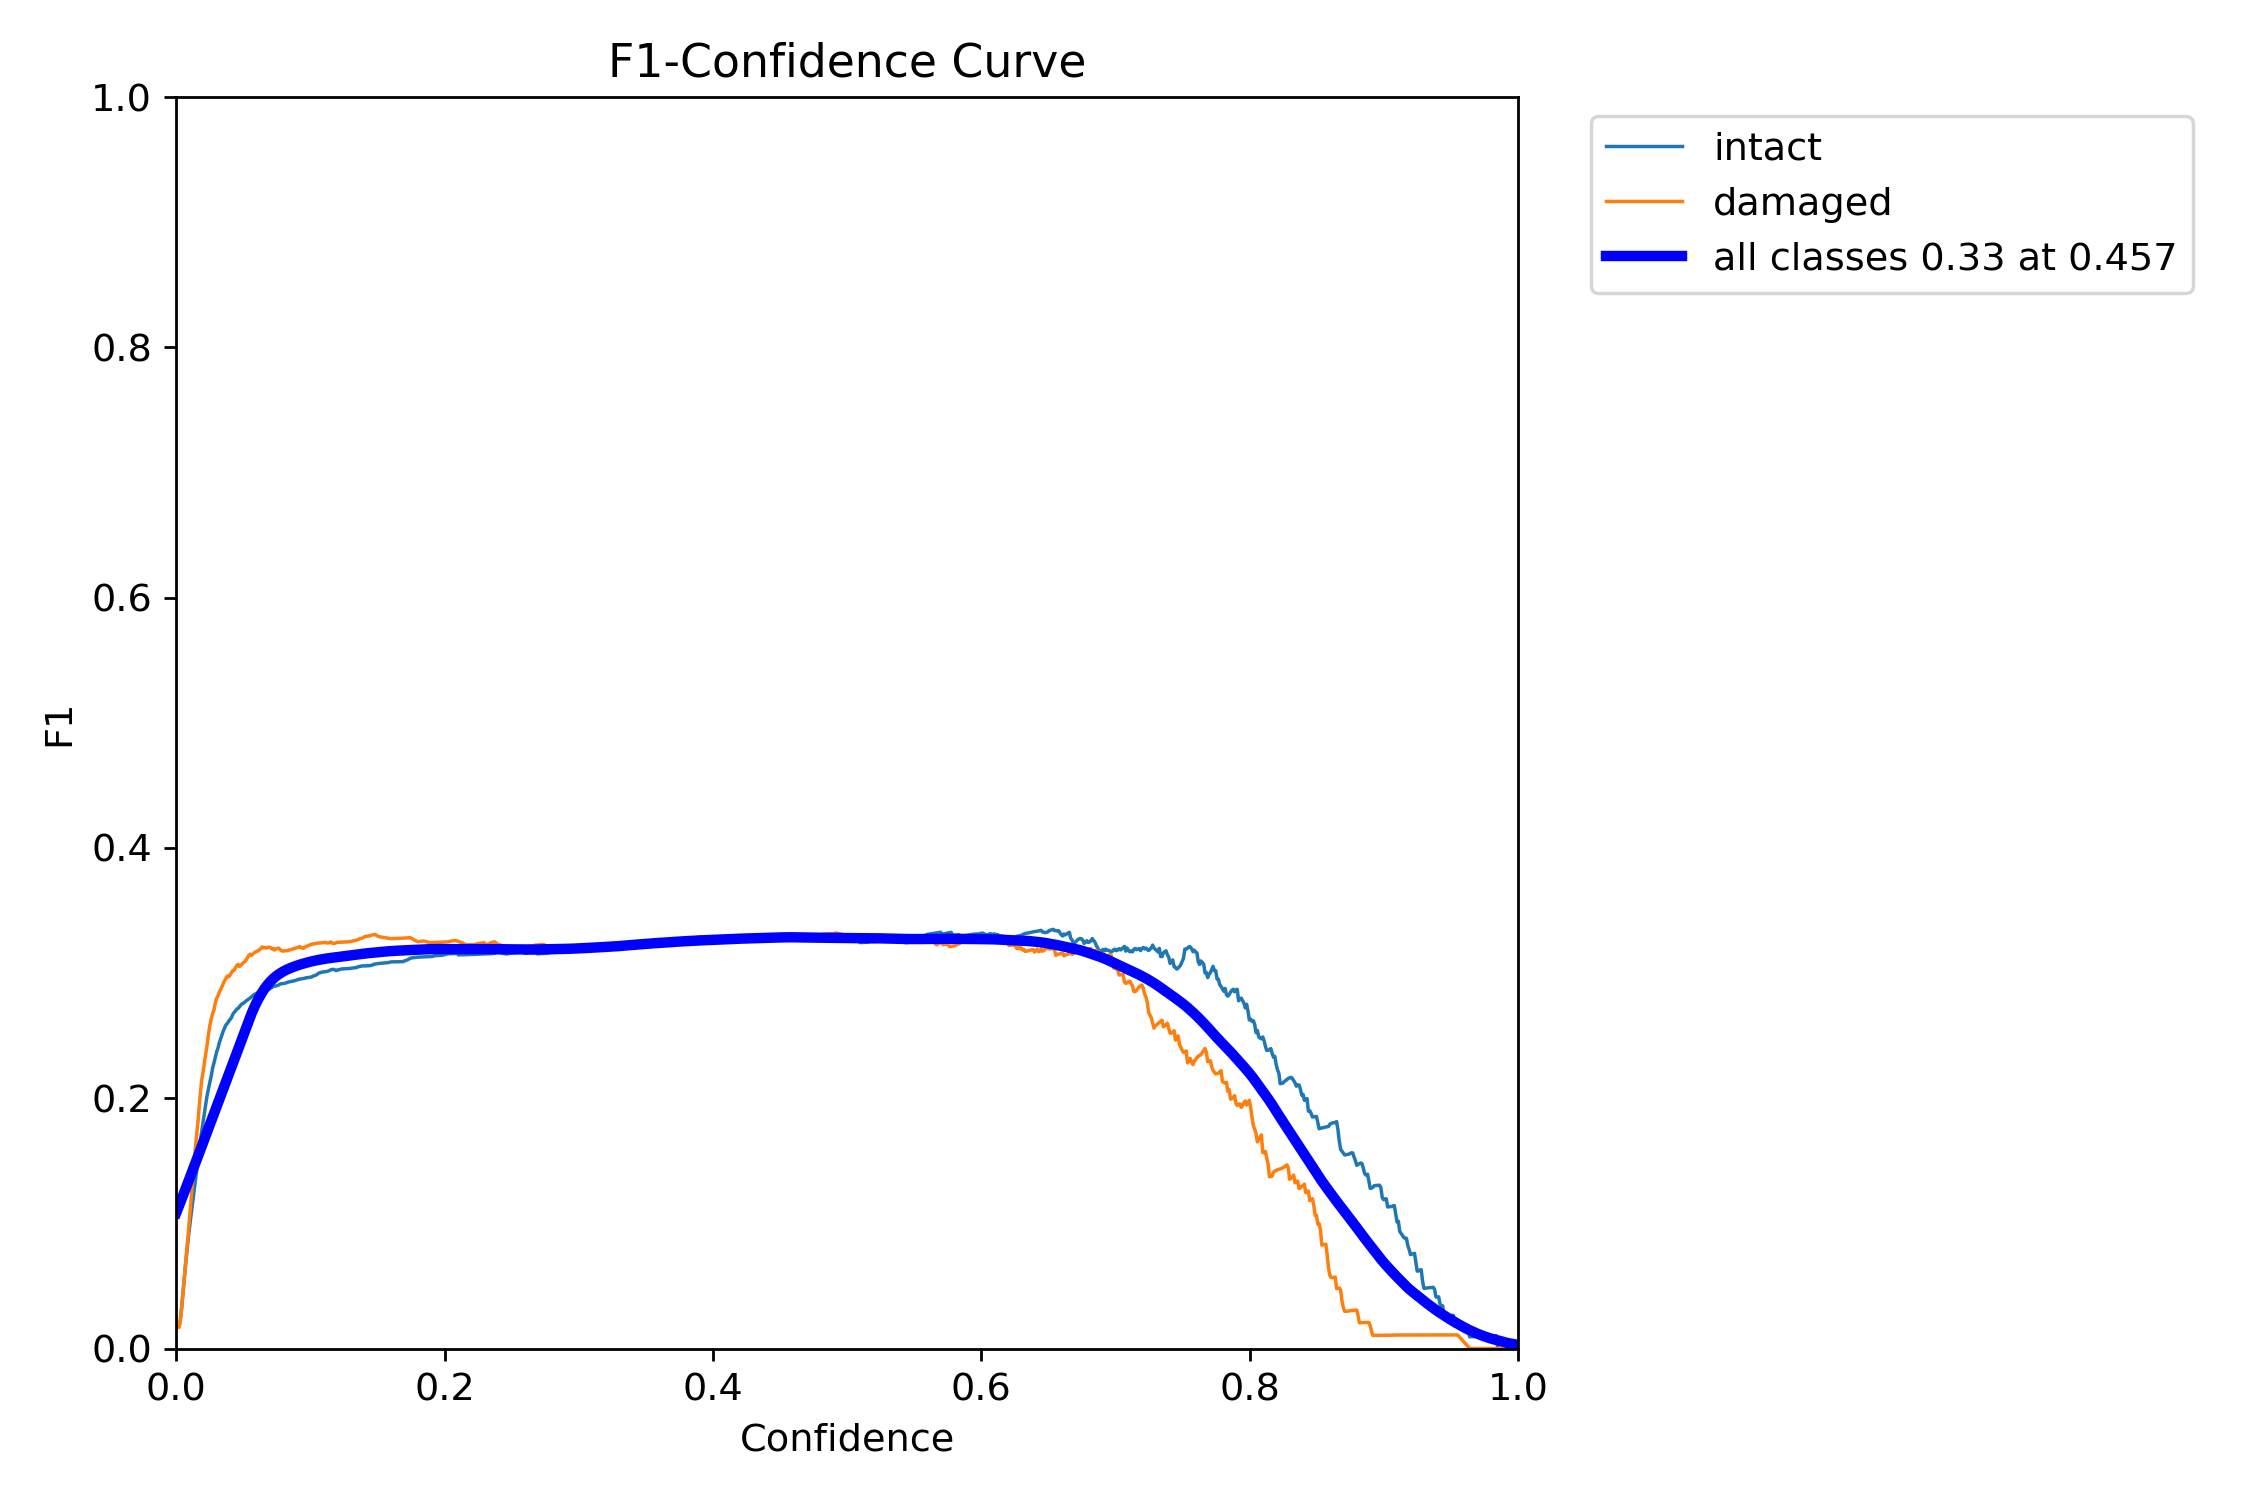 F1-Confidence Curve
1.0
0.8
0.6
0.4
0.2
0.0
F1
0.0 0.2 0.4 0.6 0.8 1.0
Confidence
intact
damaged
all classes 0.33 at 0.457